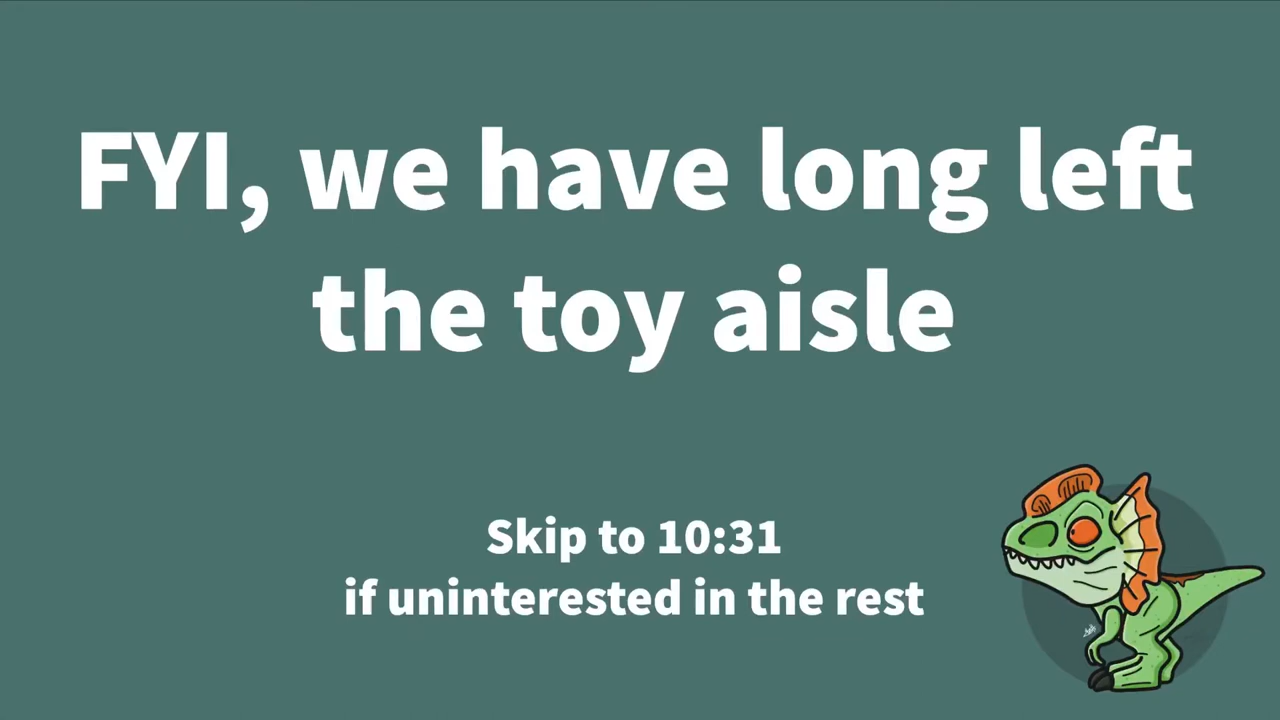 FYI, we have long left
the toy aisle
Skip to 10:31
if uninterested in the rest